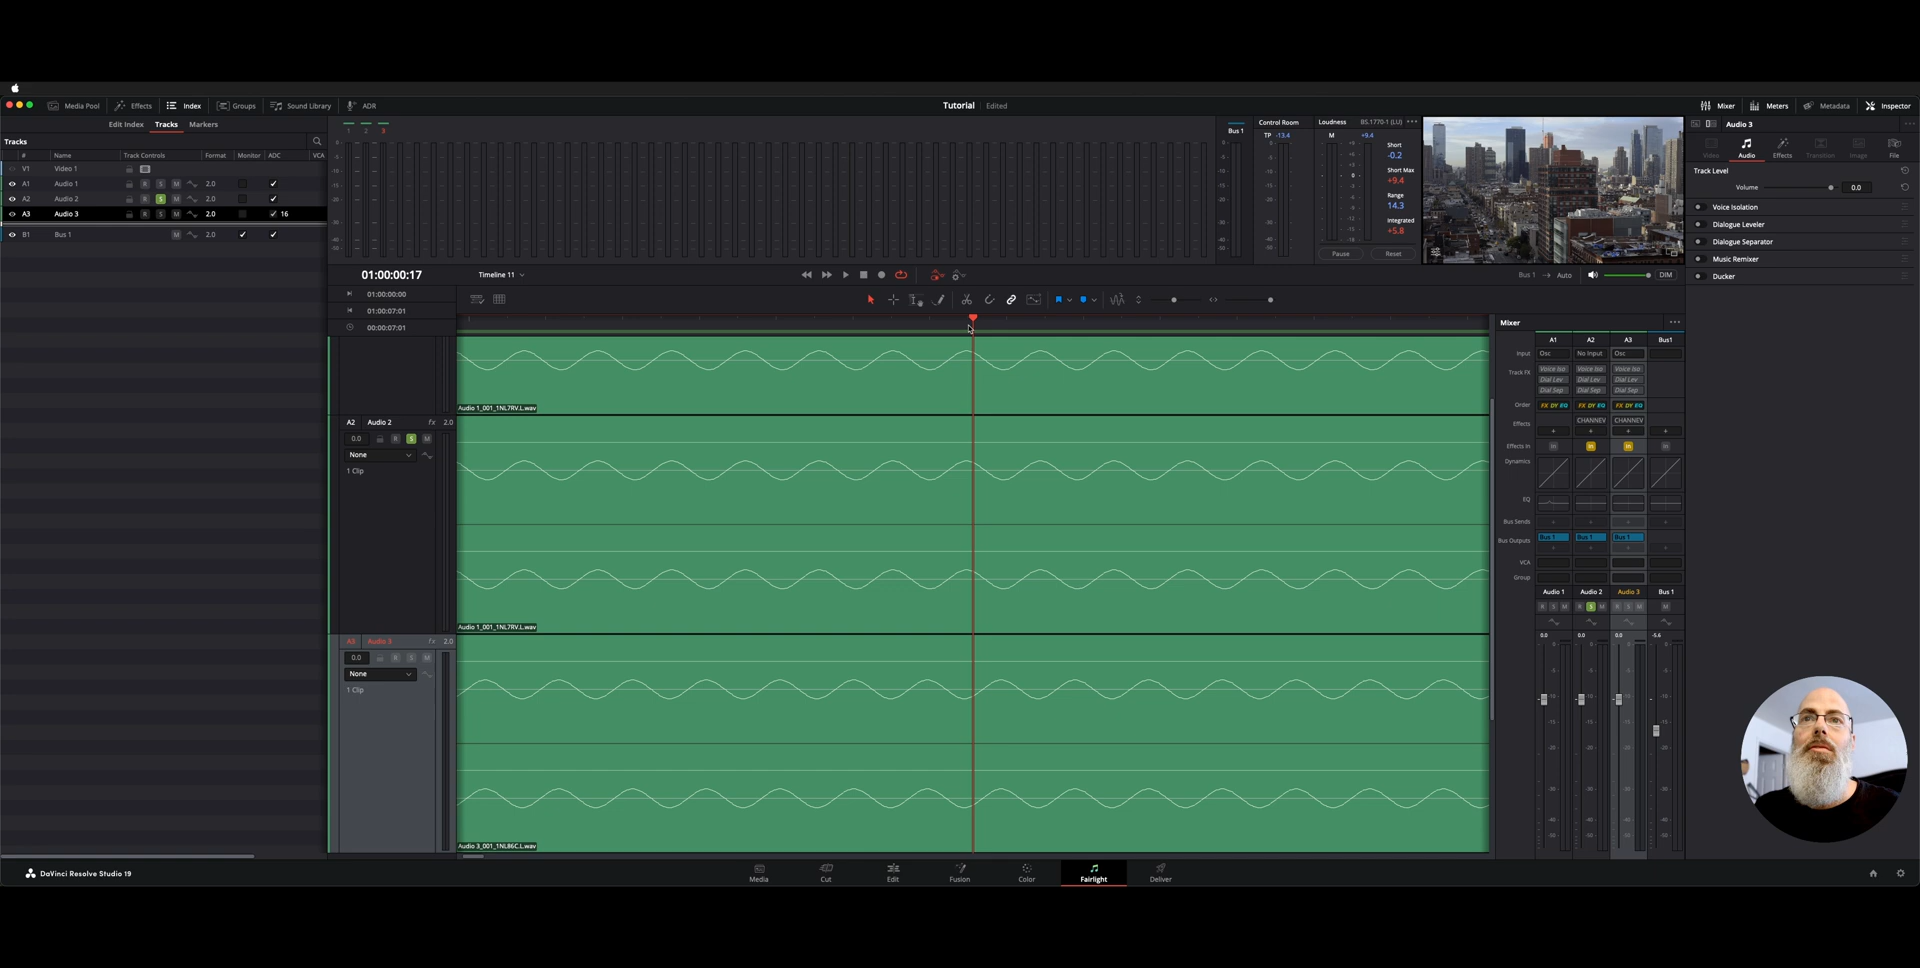 Media Pool Effects Index Groups Sound Library ADR Tutorial Edited Mixer Meters Metadata Inspector
Edit Index Tracks Markers
Tracks
# Name Track Controls Format Monitor ADC VCA
V1 Video 1
A1 Audio 1 R S M 2.0
A2 Audio 2 R S M 2.0
A3 Audio 3 R S M 2.0 16
B1 Bus 1 M 2.0
1 2 3
Bus 1
Control Room
TP -13.4
Loudness BS.1770-1 (LU)
M +9.4
Short
-0.2
Short Max
+9.4
Range
14.3
Integrated
+5.8
Pause Reset
Audio 3
Video Audio Effects Transition Image File
Track Level
Volume 0.0
Voice Isolation
Dialogue Leveler
Dialogue Separator
Music Remixer
Ducker
01:00:00:17 Timeline 11
Bus 1 Auto DIM
01:00:00:00
01:00:07:01
00:00:07:01
Audio 1_001_1NL7RV.L.wav
A2 Audio 2 fx 2.0
0.0 R S M
None
1 Clip
Audio 1_001_1NL7RV.L.wav
A3 Audio 3 fx 2.0
0.0 R S M
None
1 Clip
Audio 3_001_1NL86C.L.wav
Mixer
A1 A2 A3 Bus1
Input Osc No Input Osc
Track FX Voice Iso Voice Iso Voice Iso
Dial Lev Dial Lev Dial Lev
Dial Sep Dial Sep Dial Sep
Order FX DY EQ FX DY EQ FX DY EQ
Effects CHANNEV CHANNEV
Effects In
Dynamics
EQ
Bus Sends
Bus Outputs Bus 1 Bus 1 Bus 1
VCA
Group
Audio 1 Audio 2 Audio 3 Bus 1
R S M R S M R S M M
0.0 0.0 0.0 -5.6
DaVinci Resolve Studio 19
Media Cut Edit Fusion Color Fairlight Deliver